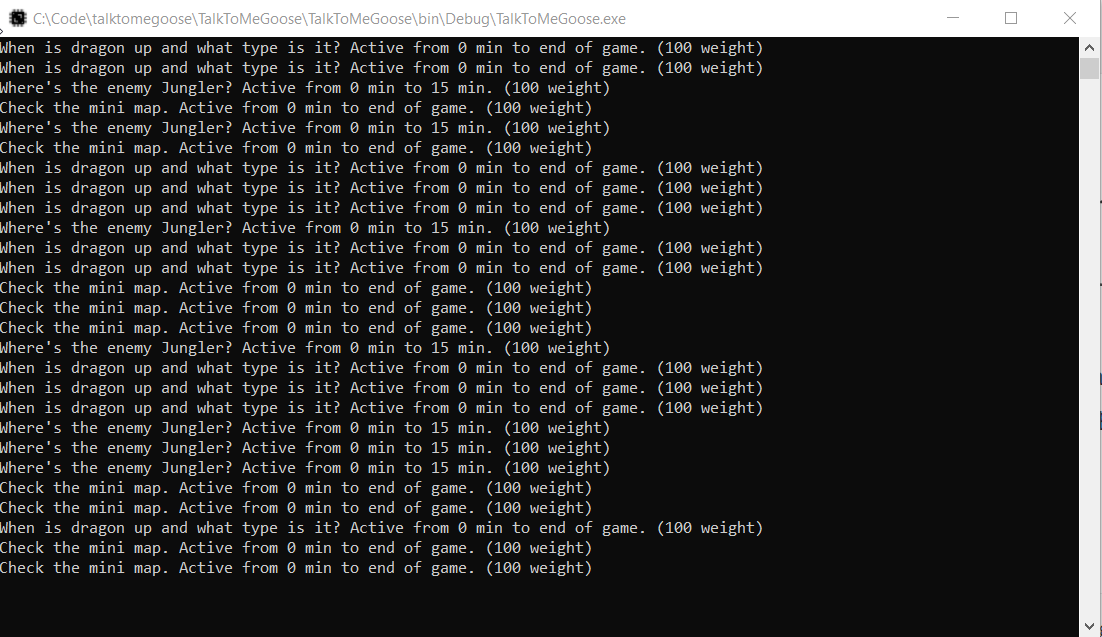 C:\Code\talktomegoose\TalkToMeGoose\TalkToMeGoose\bin\Debug\TalkToMeGoose.exe
When is dragon up and what type is it? Active from 0 min to end of game. (100 weight)
When is dragon up and what type is it? Active from 0 min to end of game. (100 weight)
Where's the enemy Jungler? Active from 0 min to 15 min. (100 weight)
Check the mini map. Active from 0 min to end of game. (100 weight)
Where's the enemy Jungler? Active from 0 min to 15 min. (100 weight)
Check the mini map. Active from 0 min to end of game. (100 weight)
When is dragon up and what type is it? Active from 0 min to end of game. (100 weight)
When is dragon up and what type is it? Active from 0 min to end of game. (100 weight)
When is dragon up and what type is it? Active from 0 min to end of game. (100 weight)
Where's the enemy Jungler? Active from 0 min to 15 min. (100 weight)
When is dragon up and what type is it? Active from 0 min to end of game. (100 weight)
When is dragon up and what type is it? Active from 0 min to end of game. (100 weight)
Check the mini map. Active from 0 min to end of game. (100 weight)
Check the mini map. Active from 0 min to end of game. (100 weight)
Check the mini map. Active from 0 min to end of game. (100 weight)
Where's the enemy Jungler? Active from 0 min to 15 min. (100 weight)
When is dragon up and what type is it? Active from 0 min to end of game. (100 weight)
When is dragon up and what type is it? Active from 0 min to end of game. (100 weight)
When is dragon up and what type is it? Active from 0 min to end of game. (100 weight)
Where's the enemy Jungler? Active from 0 min to 15 min. (100 weight)
Where's the enemy Jungler? Active from 0 min to 15 min. (100 weight)
Where's the enemy Jungler? Active from 0 min to 15 min. (100 weight)
Check the mini map. Active from 0 min to end of game. (100 weight)
Check the mini map. Active from 0 min to end of game. (100 weight)
When is dragon up and what type is it? Active from 0 min to end of game. (100 weight)
Check the mini map. Active from 0 min to end of game. (100 weight)
Check the mini map. Active from 0 min to end of game. (100 weight)